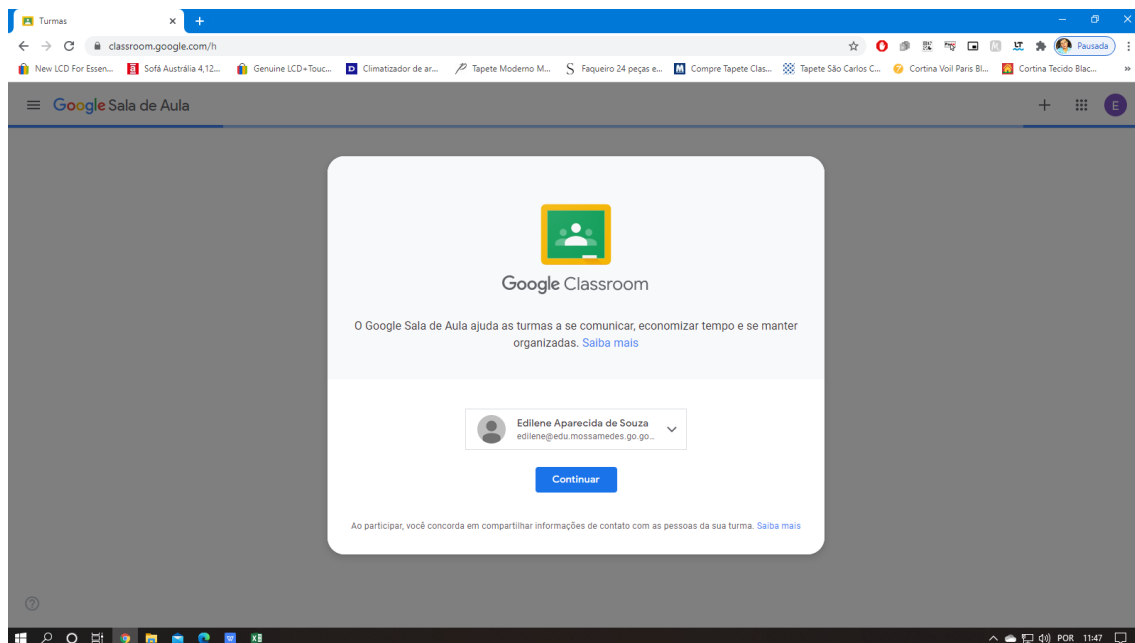 Turmas
classroom.google.com/h
Pausada
New LCD For Essen... Sofá Austrália 4,12... Genuine LCD+Touc... Climatizador de ar... Tapete Moderno M... Faqueiro 24 peças e... Compre Tapete Clas... Tapete São Carlos C... Cortina Voil Paris Bl... Cortina Tecido Blac...
Google Sala de Aula
E
Google Classroom
O Google Sala de Aula ajuda as turmas a se comunicar, economizar tempo e se manter
organizadas. Saiba mais
Edilene Aparecida de Souza
edilene@edu.mossamedes.go.go...
Continuar
Ao participar, você concorda em compartilhar informações de contato com as pessoas da sua turma. Saiba mais
POR 11:47